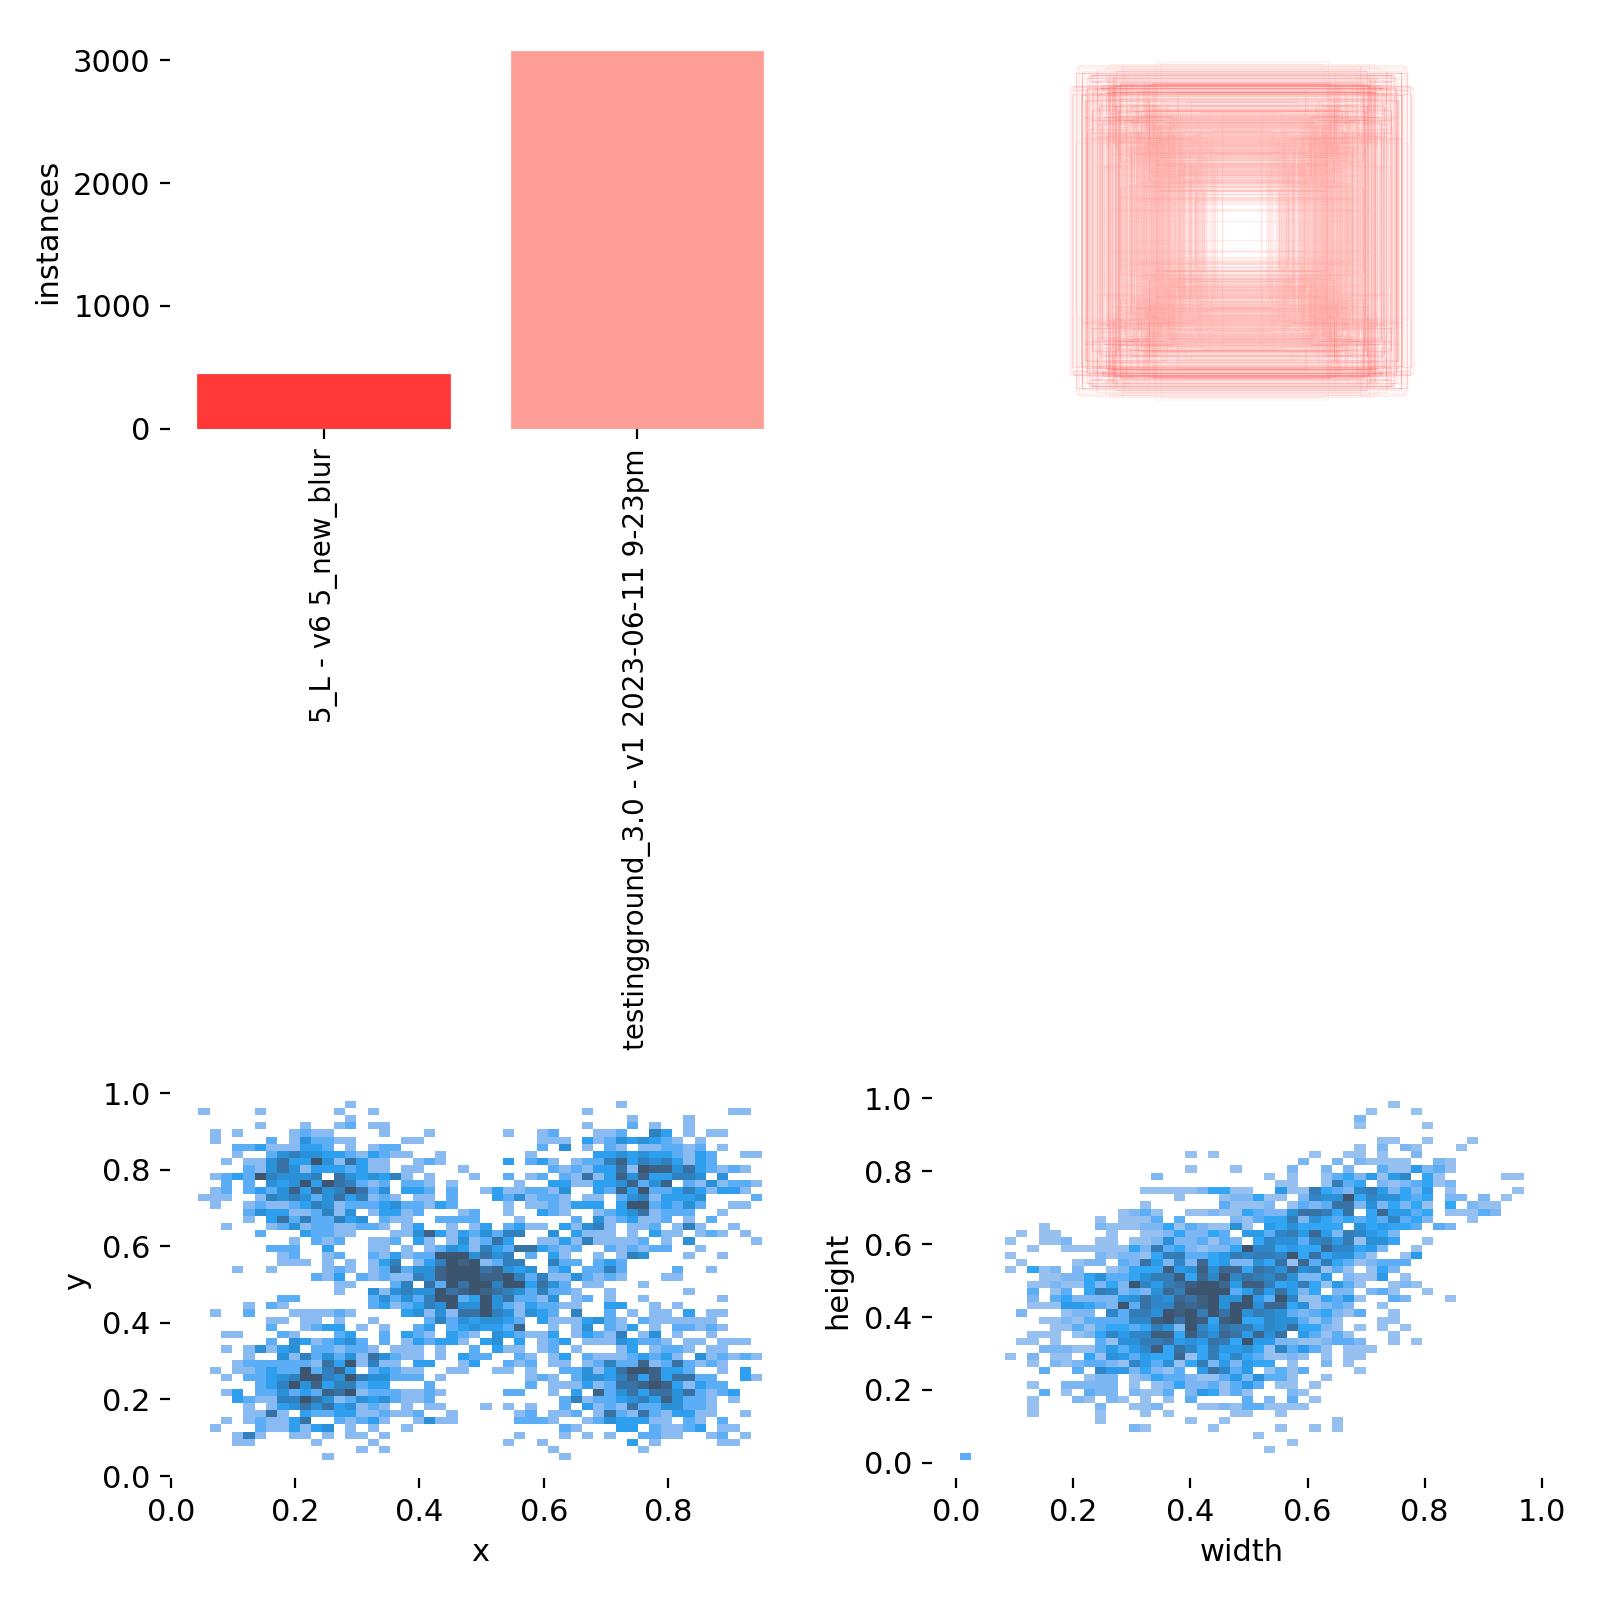 instances
3000
2000
1000
0
5_L - v6 5_new_blur
testingground_3.0 - v1 2023-06-11 9-23pm
y
1.0
0.8
0.6
0.4
0.2
0.0
0.0 0.2 0.4 0.6 0.8
x
height
1.0
0.8
0.6
0.4
0.2
0.0
0.0 0.2 0.4 0.6 0.8 1.0
width